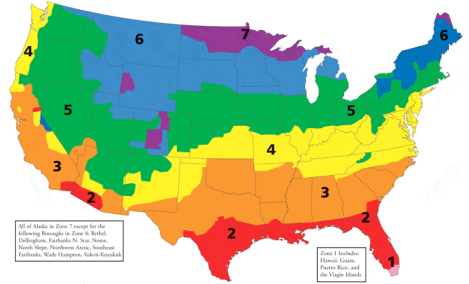 7
6
6
4
5
5
4
3
3
2
2
2
1
All of Alaska in Zone 7 except for the
following Boroughs in Zone 8: Bethel,
Dellingham, Fairbanks N. Star, Nome,
North Slope, Northwest Arctic, Southeast
Fairbanks, Wade Hampton, Yukon-Koyukuk
Zone 1 Includes:
Hawaii, Guam,
Puerto Rico, and
the Virgin Islands